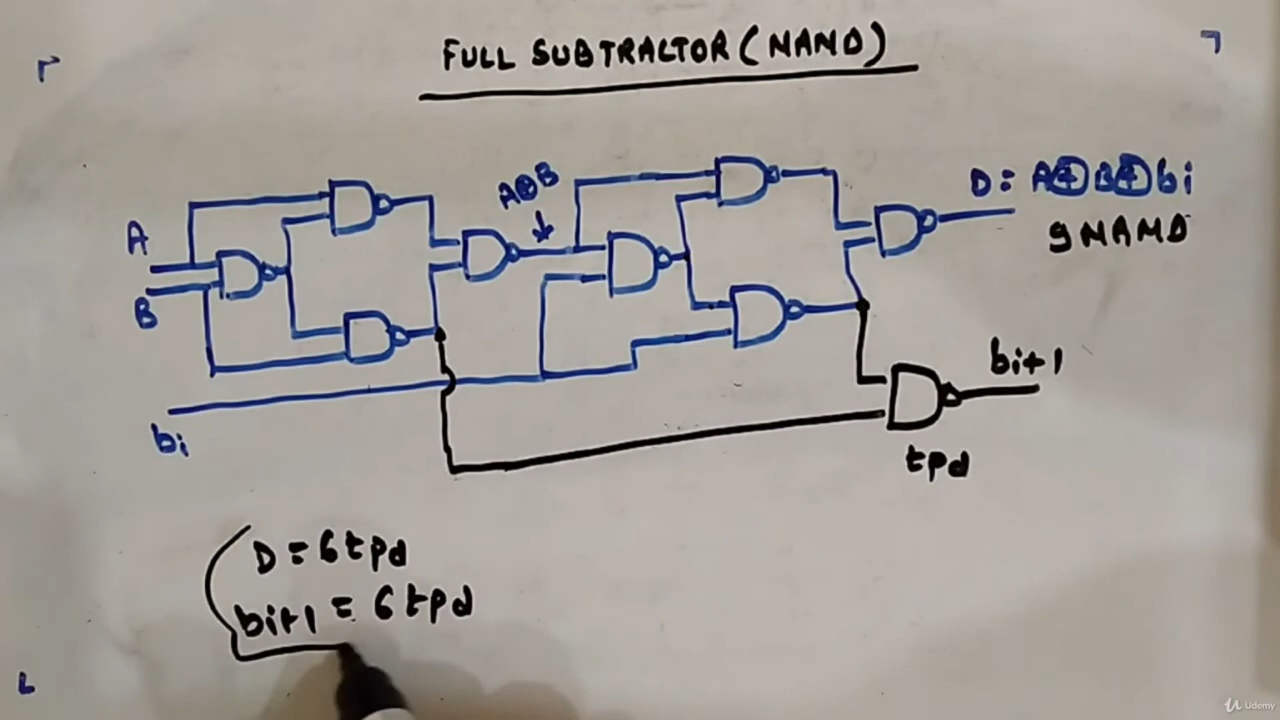 FULL SUBTRACTOR (NAND)
A⊕B
D = A⊕B⊕bi
9 NAND
A
B
bi+1
bi
tpd
D = 6tpd
bi+1 = 6tpd
Udemy